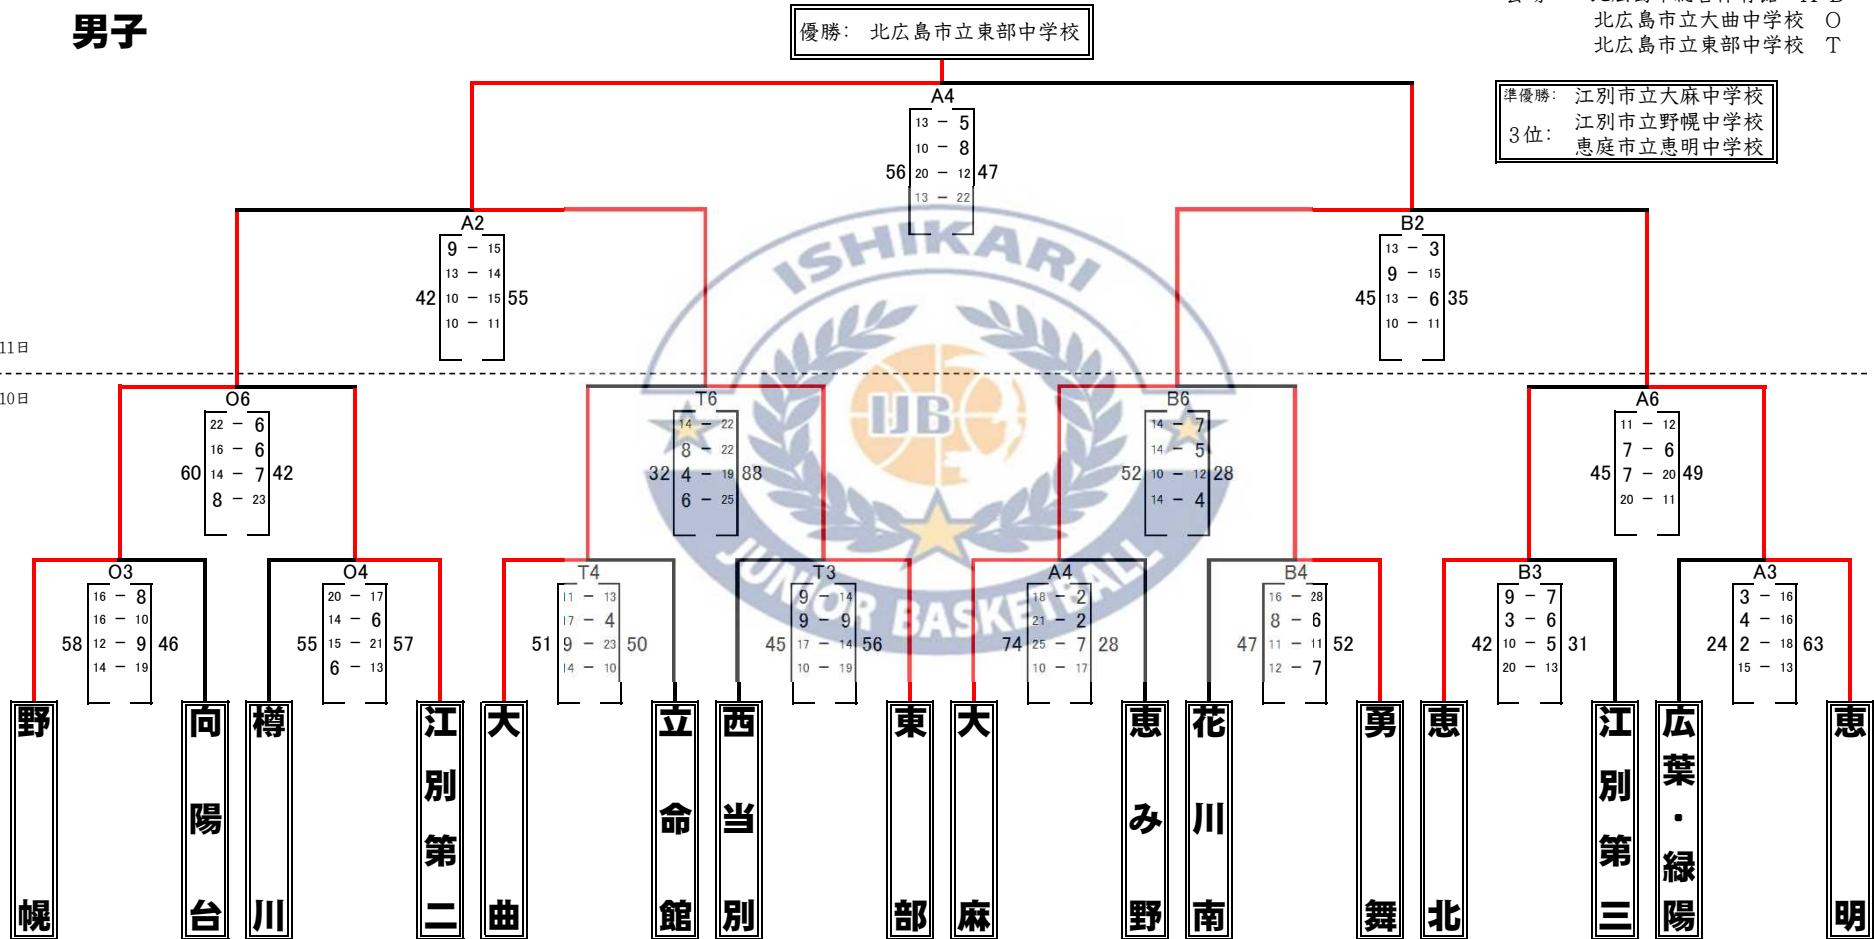 男子
優勝: 北広島市立東部中学校
北広島市立大曲中学校 O
北広島市立東部中学校 T
準優勝: 江別市立大麻中学校
3位: 江別市立野幌中学校
恵庭市立恵明中学校
A4
13 - 5
10 - 8
56 20 - 12 47
13 - 22
A2
9 - 15
13 - 14
42 10 - 15 55
10 - 11
B2
13 - 3
9 - 15
45 13 - 6 35
10 - 11
11日
10日
ISHIKARI
IJB
JUNIOR BASKETBALL
O6
22 - 6
16 - 6
60 14 - 7 42
8 - 23
T6
14 - 22
8 - 22
32 4 - 19 88
6 - 25
B6
14 - 7
14 - 5
52 10 - 12 28
14 - 4
A6
11 - 12
7 - 6
45 7 - 20 49
20 - 11
O3
16 - 8
16 - 10
58 12 - 9 46
14 - 19
O4
20 - 17
14 - 6
55 15 - 21 57
6 - 13
T4
11 - 13
17 - 4
51 9 - 23 50
14 - 10
T3
9 - 14
9 - 9
45 17 - 14 56
10 - 19
A4
18 - 2
21 - 2
74 25 - 7 28
10 - 17
B4
16 - 28
8 - 6
47 11 - 11 52
12 - 7
B3
9 - 7
3 - 6
42 10 - 5 31
20 - 13
A3
3 - 16
4 - 16
24 2 - 18 63
15 - 13
野幌
向陽台
樽川
江別第二
大曲
立命館
西当別
東部
大麻
恵み野
花川南
勇舞
恵北
江別第三
広葉・緑陽
恵明